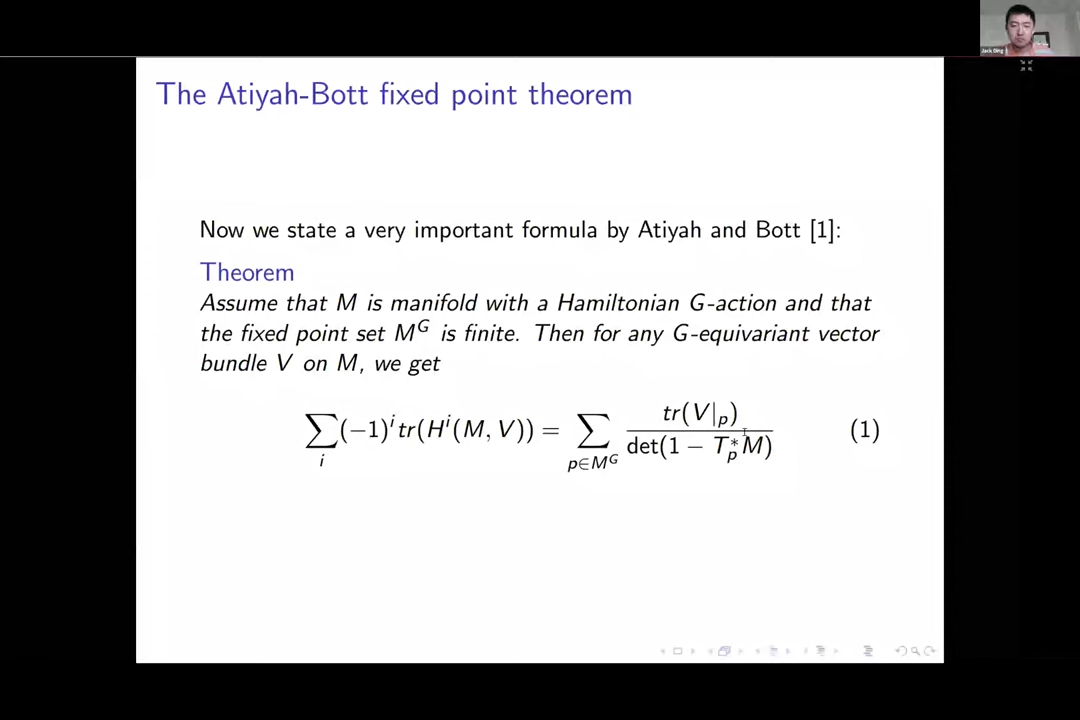 Jack Ding
The Atiyah-Bott fixed point theorem
Now we state a very important formula by Atiyah and Bott [1]:
Theorem
Assume that M is manifold with a Hamiltonian G-action and that
the fixed point set M^G is finite. Then for any G-equivariant vector
bundle V on M, we get
∑_i (−1)^i tr(H^i(M, V)) = ∑_{p∈M^G} tr(V|_p) / det(1 − T_p^*M) (1)